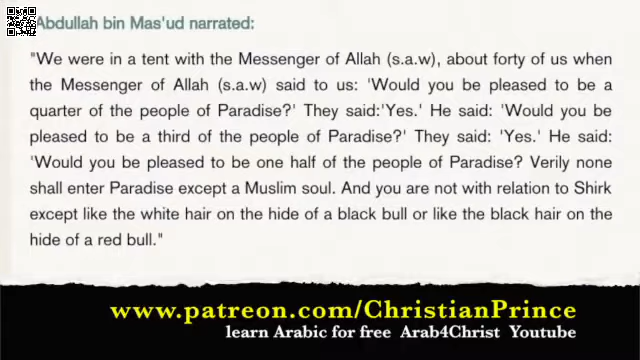 Abdullah bin Mas'ud narrated:
"We were in a tent with the Messenger of Allah (s.a.w), about forty of us when
the Messenger of Allah (s.a.w) said to us: 'Would you be pleased to be a
quarter of the people of Paradise?' They said:'Yes.' He said: 'Would you be
pleased to be a third of the people of Paradise?' They said: 'Yes.' He said:
'Would you be pleased to be one half of the people of Paradise? Verily none
shall enter Paradise except a Muslim soul. And you are not with relation to Shirk
except like the white hair on the hide of a black bull or like the black hair on the
hide of a red bull."
www.patreon.com/ChristianPrince
learn Arabic for free Arab4Christ Youtube